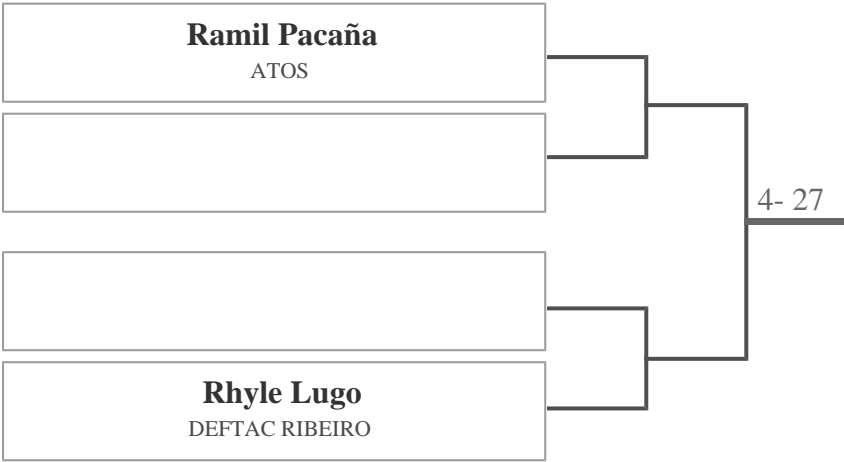 Ramil Pacaña
ATOS
4- 27
Rhyle Lugo
DEFTAC RIBEIRO